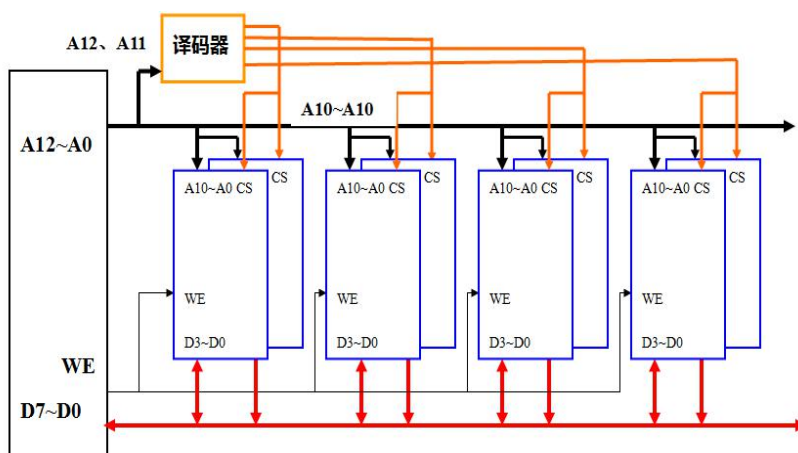 A12、A11
译码器
A10~A10
A12~A0
CS
CS
CS
CS
A10~A0 CS
A10~A0 CS
A10~A0 CS
A10~A0 CS
WE
WE
WE
WE
D3~D0
D3~D0
D3~D0
D3~D0
WE
D7~D0